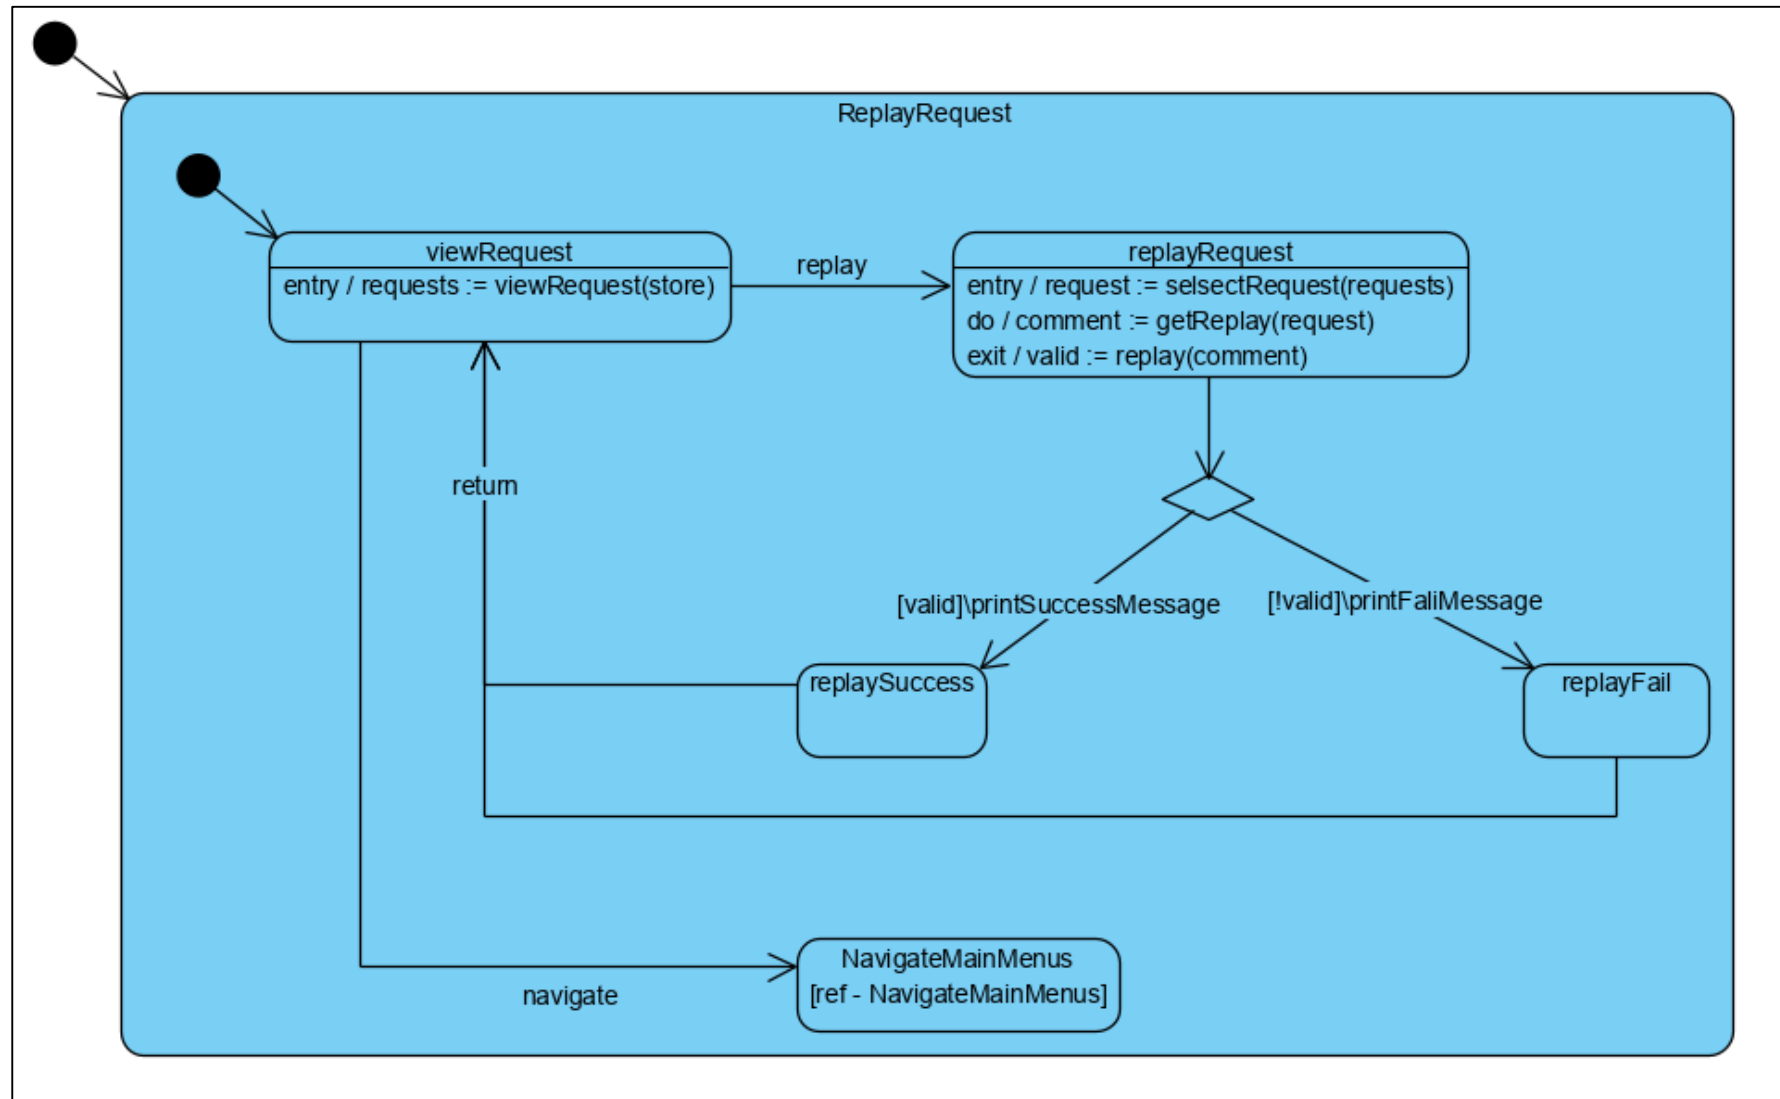 ReplayRequest
viewRequest
entry / requests := viewRequest(store)
replay
replayRequest
entry / request := selsectRequest(requests)
do / comment := getReplay(request)
exit / valid := replay(comment)
return
[valid]\printSuccessMessage
[!valid]\printFaliMessage
replaySuccess
replayFail
navigate
NavigateMainMenus
[ref - NavigateMainMenus]